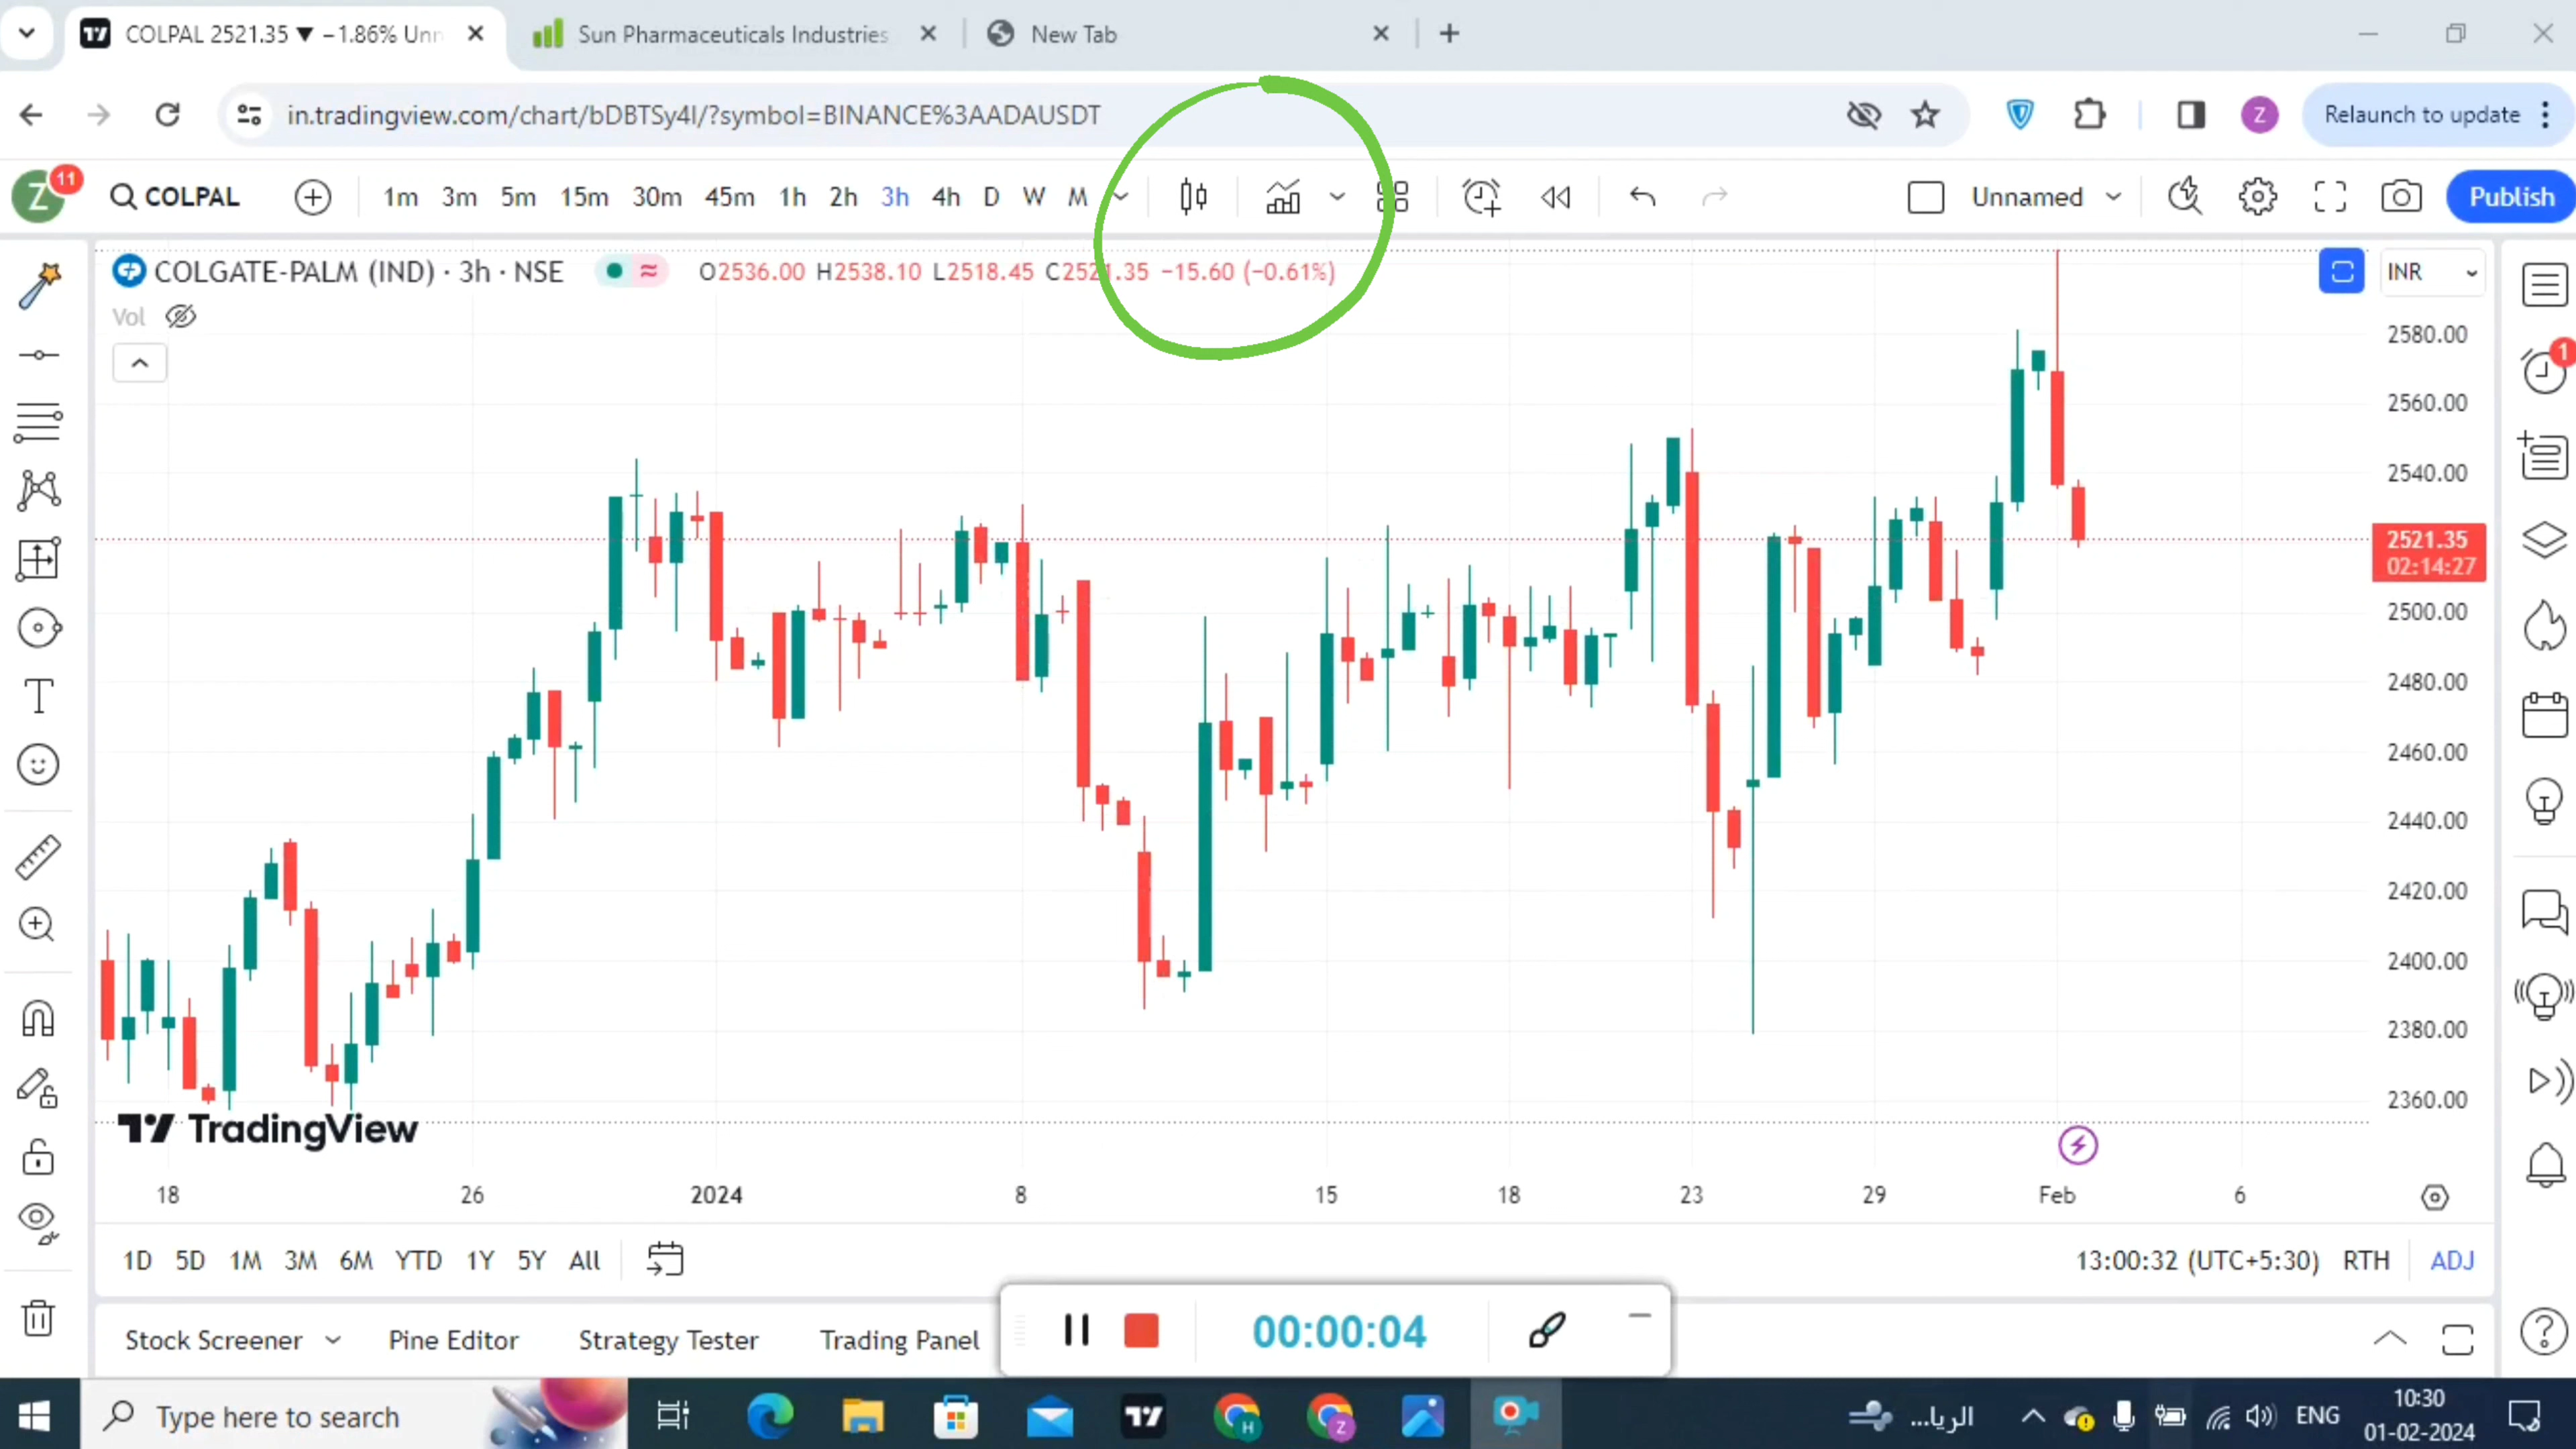 COLPAL 2521.35 ▼ −1.86% Unn
Sun Pharmaceuticals Industries
New Tab
in.tradingview.com/chart/bDBTSy4I/?symbol=BINANCE%3AADAUSDT
Z
Relaunch to update
Z
11
COLPAL
1m 3m 5m 15m 30m 45m 1h 2h 3h 4h D W M
Unnamed
Publish
COLGATE-PALM (IND) · 3h · NSE
O2536.00 H2538.10 L2518.45 C2521.35 −15.60 (−0.61%)
INR
Vol
1
2580.00
2560.00
2540.00
2521.35
02:14:27
2500.00
2480.00
2460.00
2440.00
2420.00
2400.00
2380.00
2360.00
TradingView
18 26 2024 8 15 18 23 29 Feb 6
1D 5D 1M 3M 6M YTD 1Y 5Y All
13:00:32 (UTC+5:30) RTH ADJ
Stock Screener Pine Editor Strategy Tester Trading Panel
00:00:04
Type here to search
H
Z
الريا...
ENG
10:30
01-02-2024